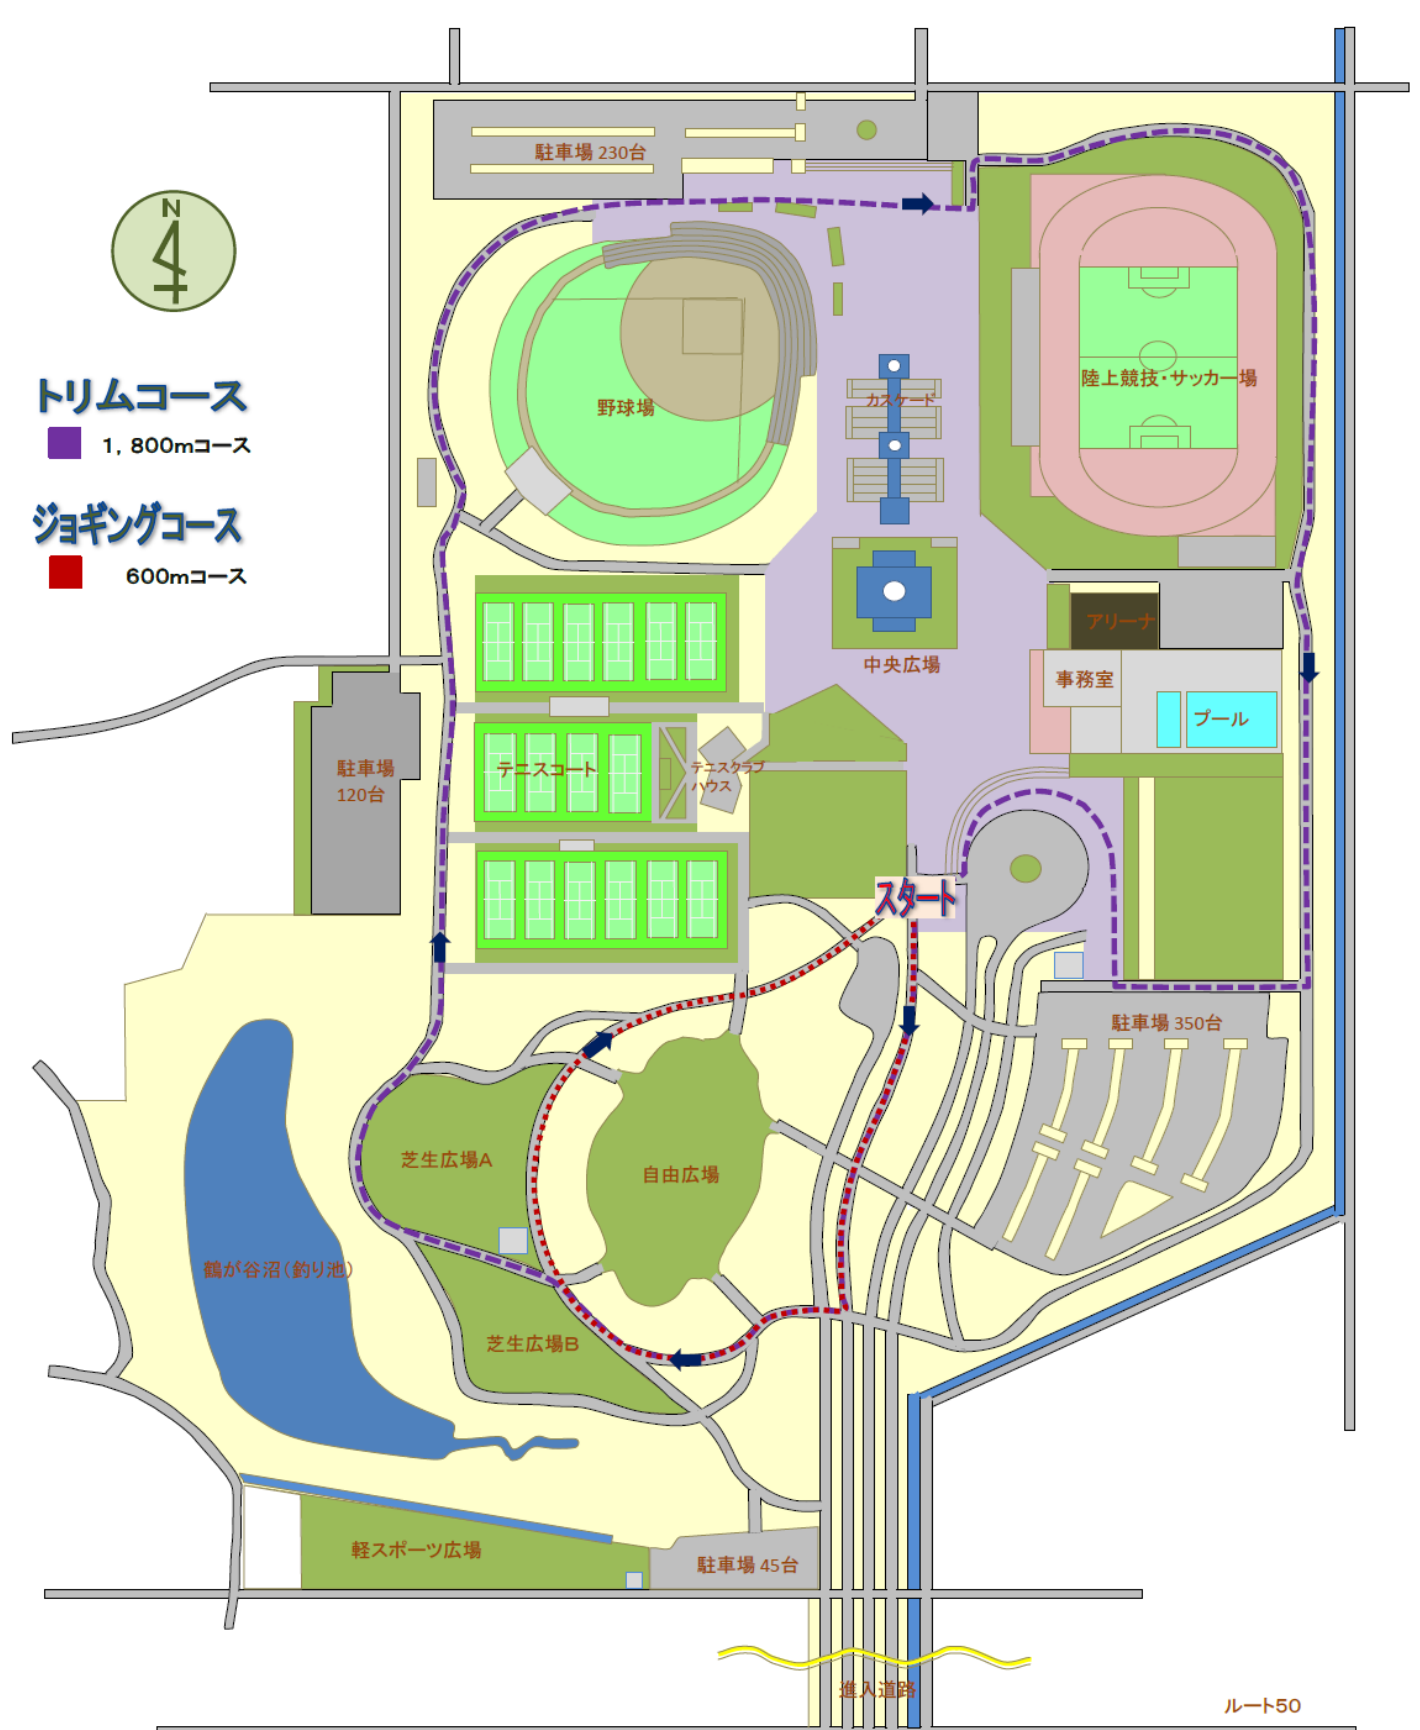 駐車場 230台
N
トリムコース
1,800mコース
ジョギングコース
600mコース
野球場
カスケード
陸上競技・サッカー場
アリーナ
中央広場
事務室
プール
駐車場
120台
テニスコート
テニスクラブ
ハウス
スタート
駐車場 350台
芝生広場A
自由広場
鶴が谷沼(釣り池)
芝生広場B
軽スポーツ広場
駐車場 45台
進入道路
ルート50